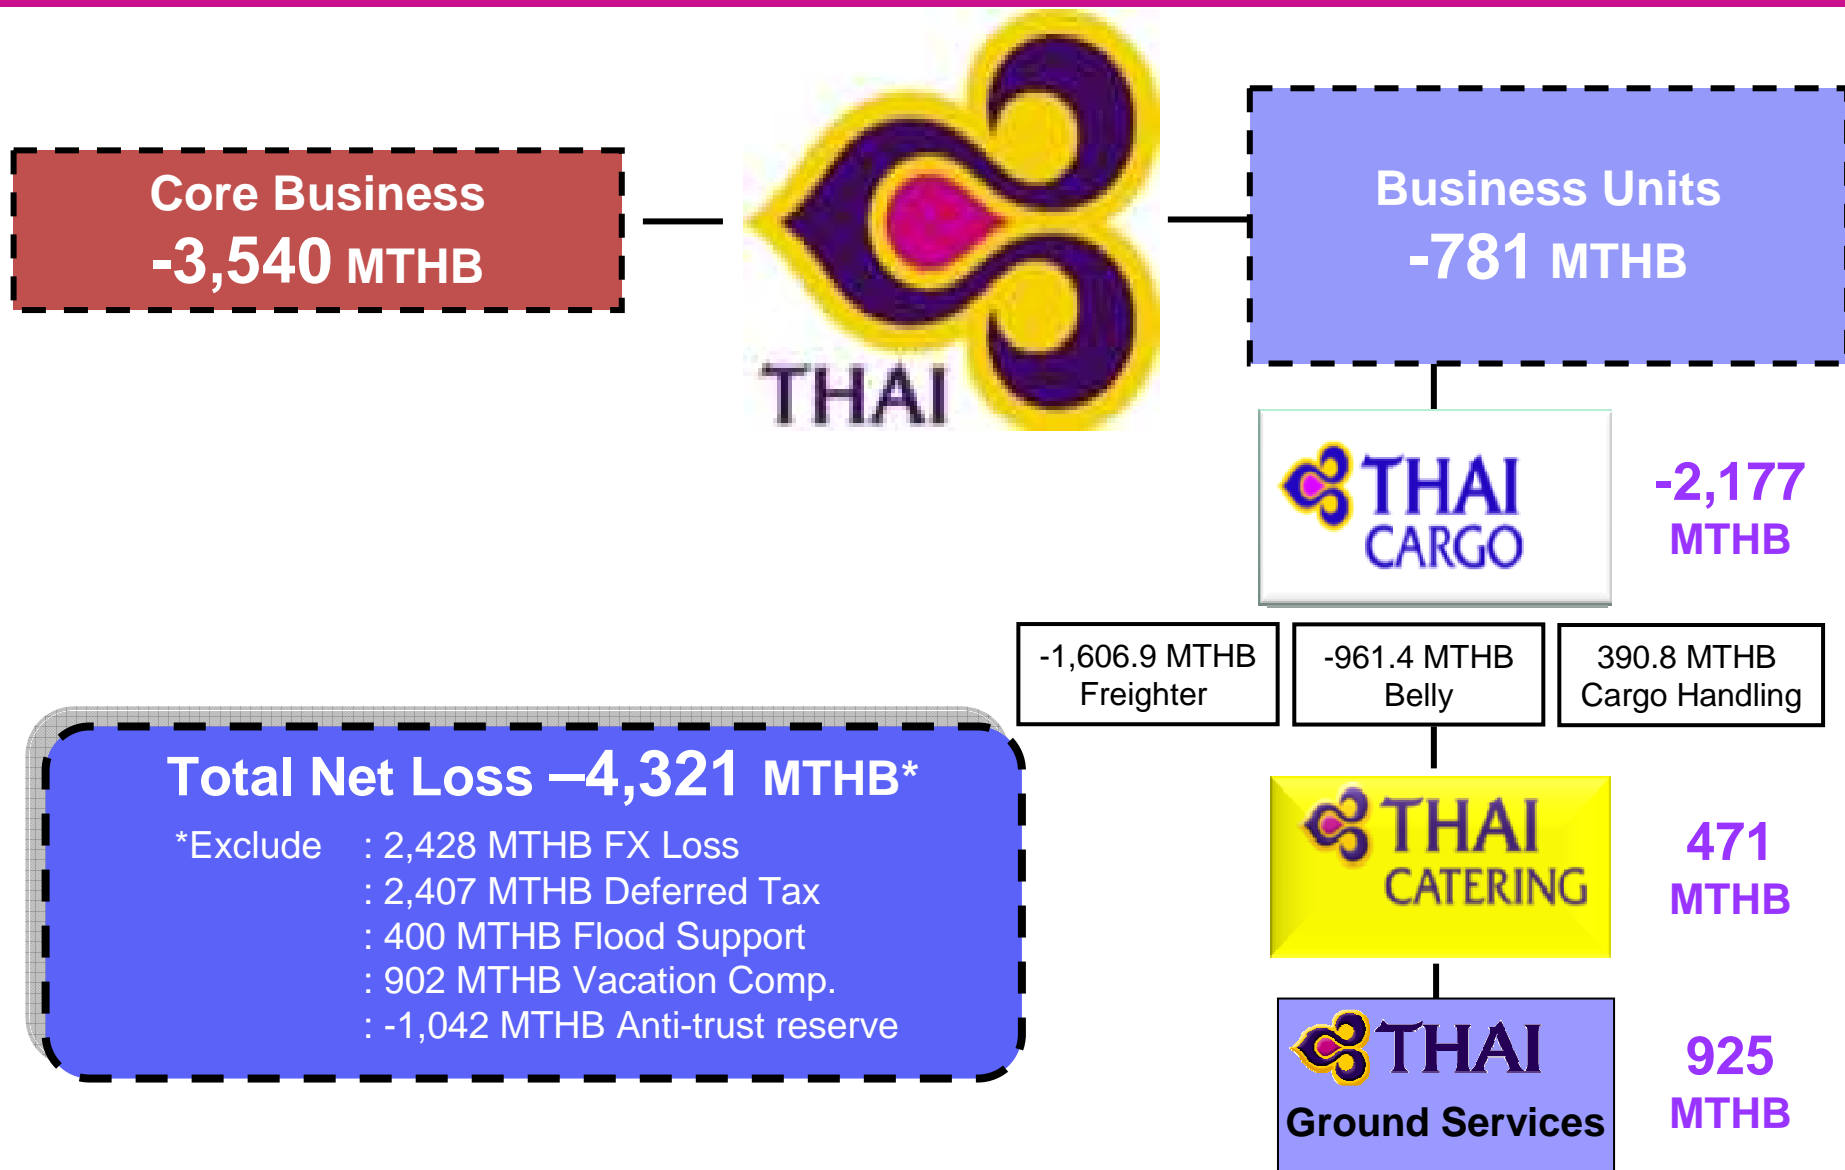 Core Business
-3,540 MTHB
THAI
Business Units
-781 MTHB
THAI
CARGO
-2,177
MTHB
-1,606.9 MTHB
Freighter
-961.4 MTHB
Belly
390.8 MTHB
Cargo Handling
Total Net Loss –4,321 MTHB*
*Exclude : 2,428 MTHB FX Loss
: 2,407 MTHB Deferred Tax
: 400 MTHB Flood Support
: 902 MTHB Vacation Comp.
: -1,042 MTHB Anti-trust reserve
THAI
CATERING
471
MTHB
THAI
Ground Services
925
MTHB